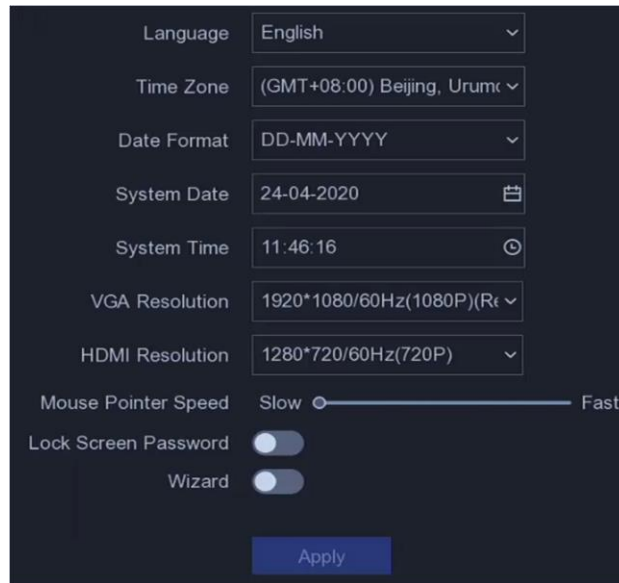 Language English
Time Zone (GMT+08:00) Beijing, Urum
Date Format DD-MM-YYYY
System Date 24-04-2020
System Time 11:46:16
VGA Resolution 1920*1080/60Hz(1080P)(Re
HDMI Resolution 1280*720/60Hz(720P)
Mouse Pointer Speed Slow Fast
Lock Screen Password
Wizard
Apply